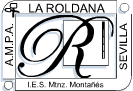 LA ROLDANA
A.M.P.A.
R
SEVILLA
I.E.S. Mtnz. Montañés